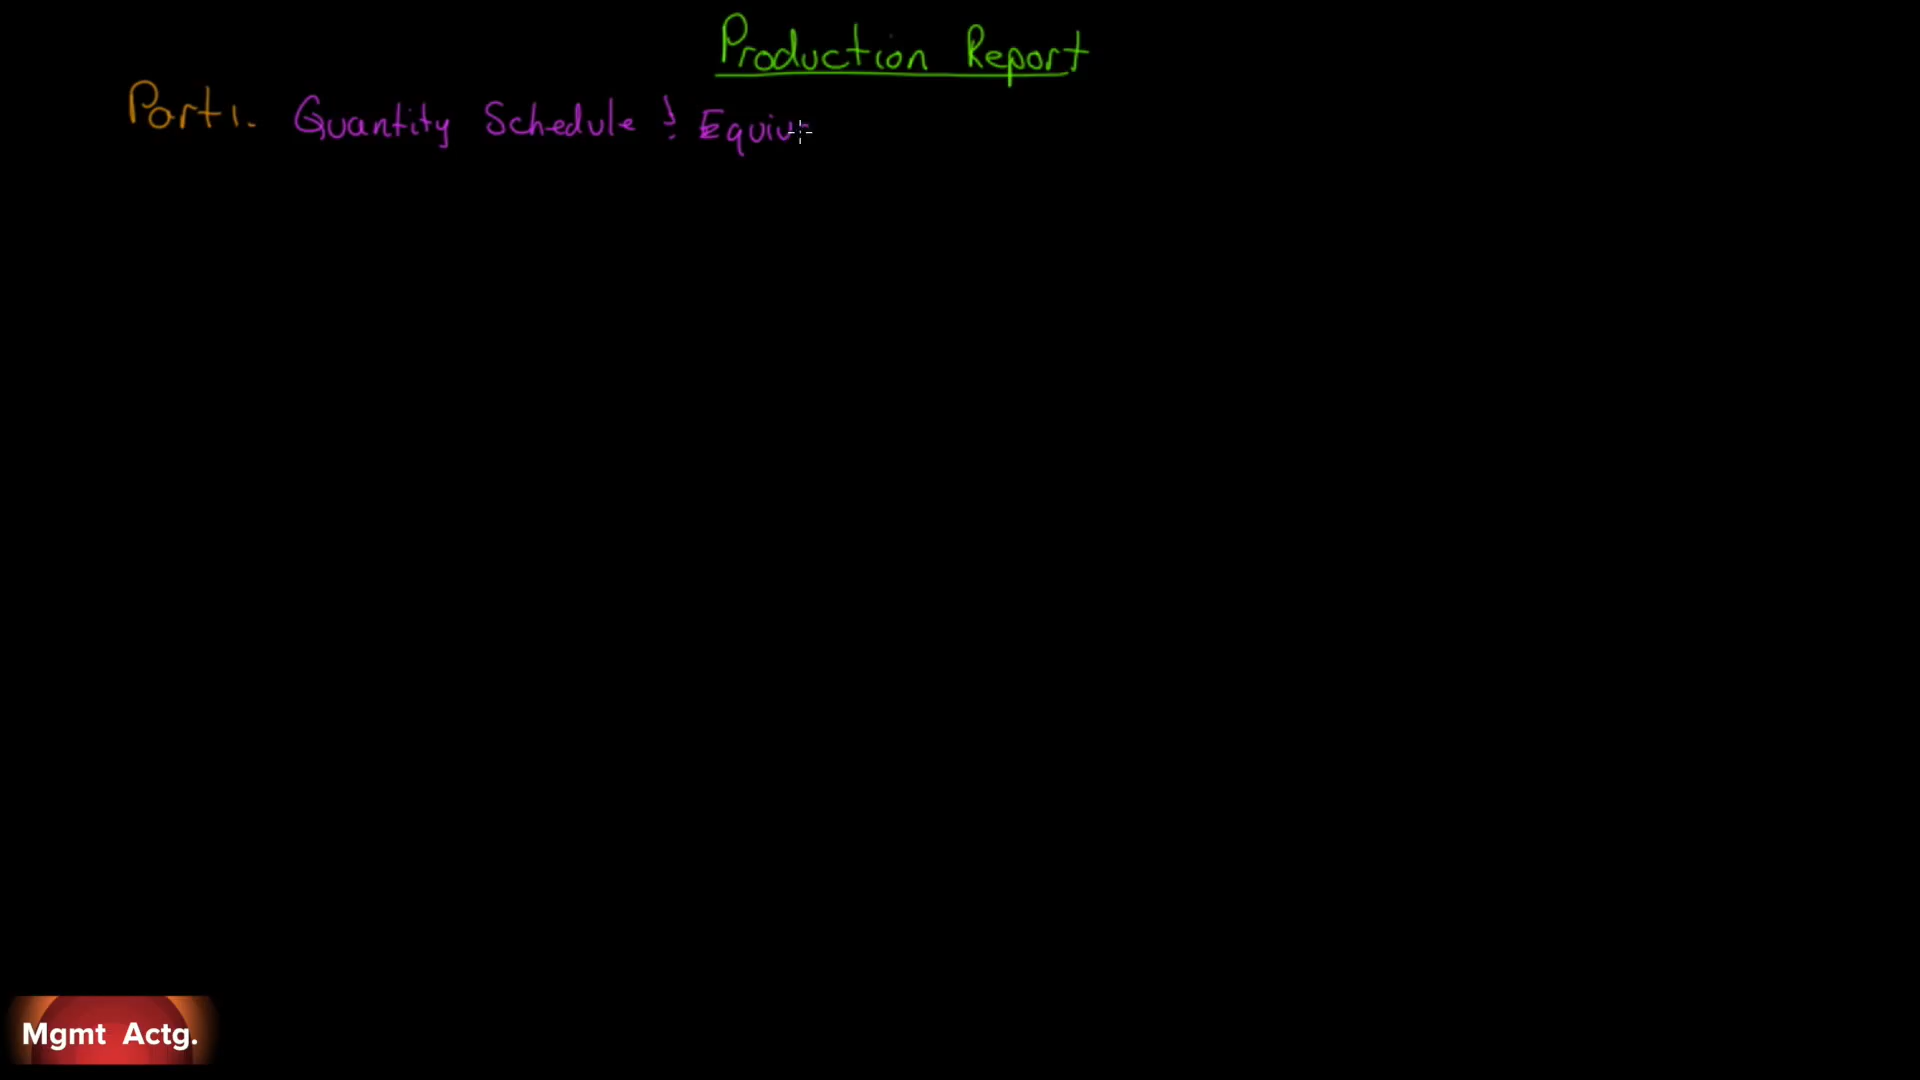 Production Report
Part 1. Quantity Schedule & Equiv
Mgmt Actg.